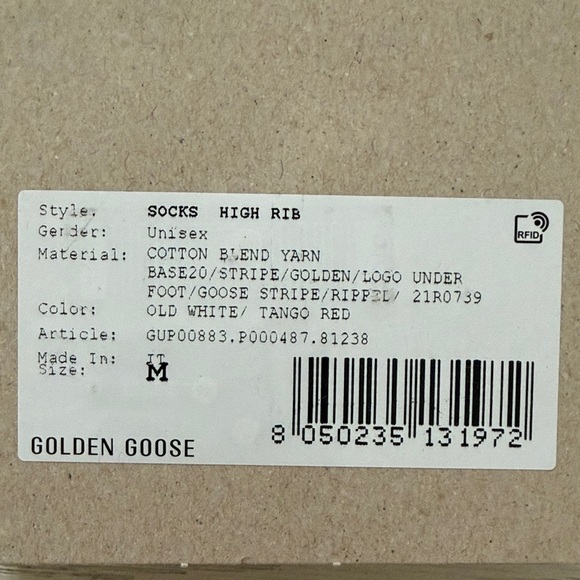 Style. SOCKS HIGH RIB
Gender: Unisex
RFID
Material: COTTON BLEND YARN
BASE20/STRIPE/GOLDEN/LOGO UNDER
FOOT/GOOSE STRIPE/RIPPEL/ 21R0739
Color: OLD WHITE/ TANGO RED
Article: GUP00883.P000487.81238
Made In: IT
Size: M
8 050235 131972
GOLDEN GOOSE